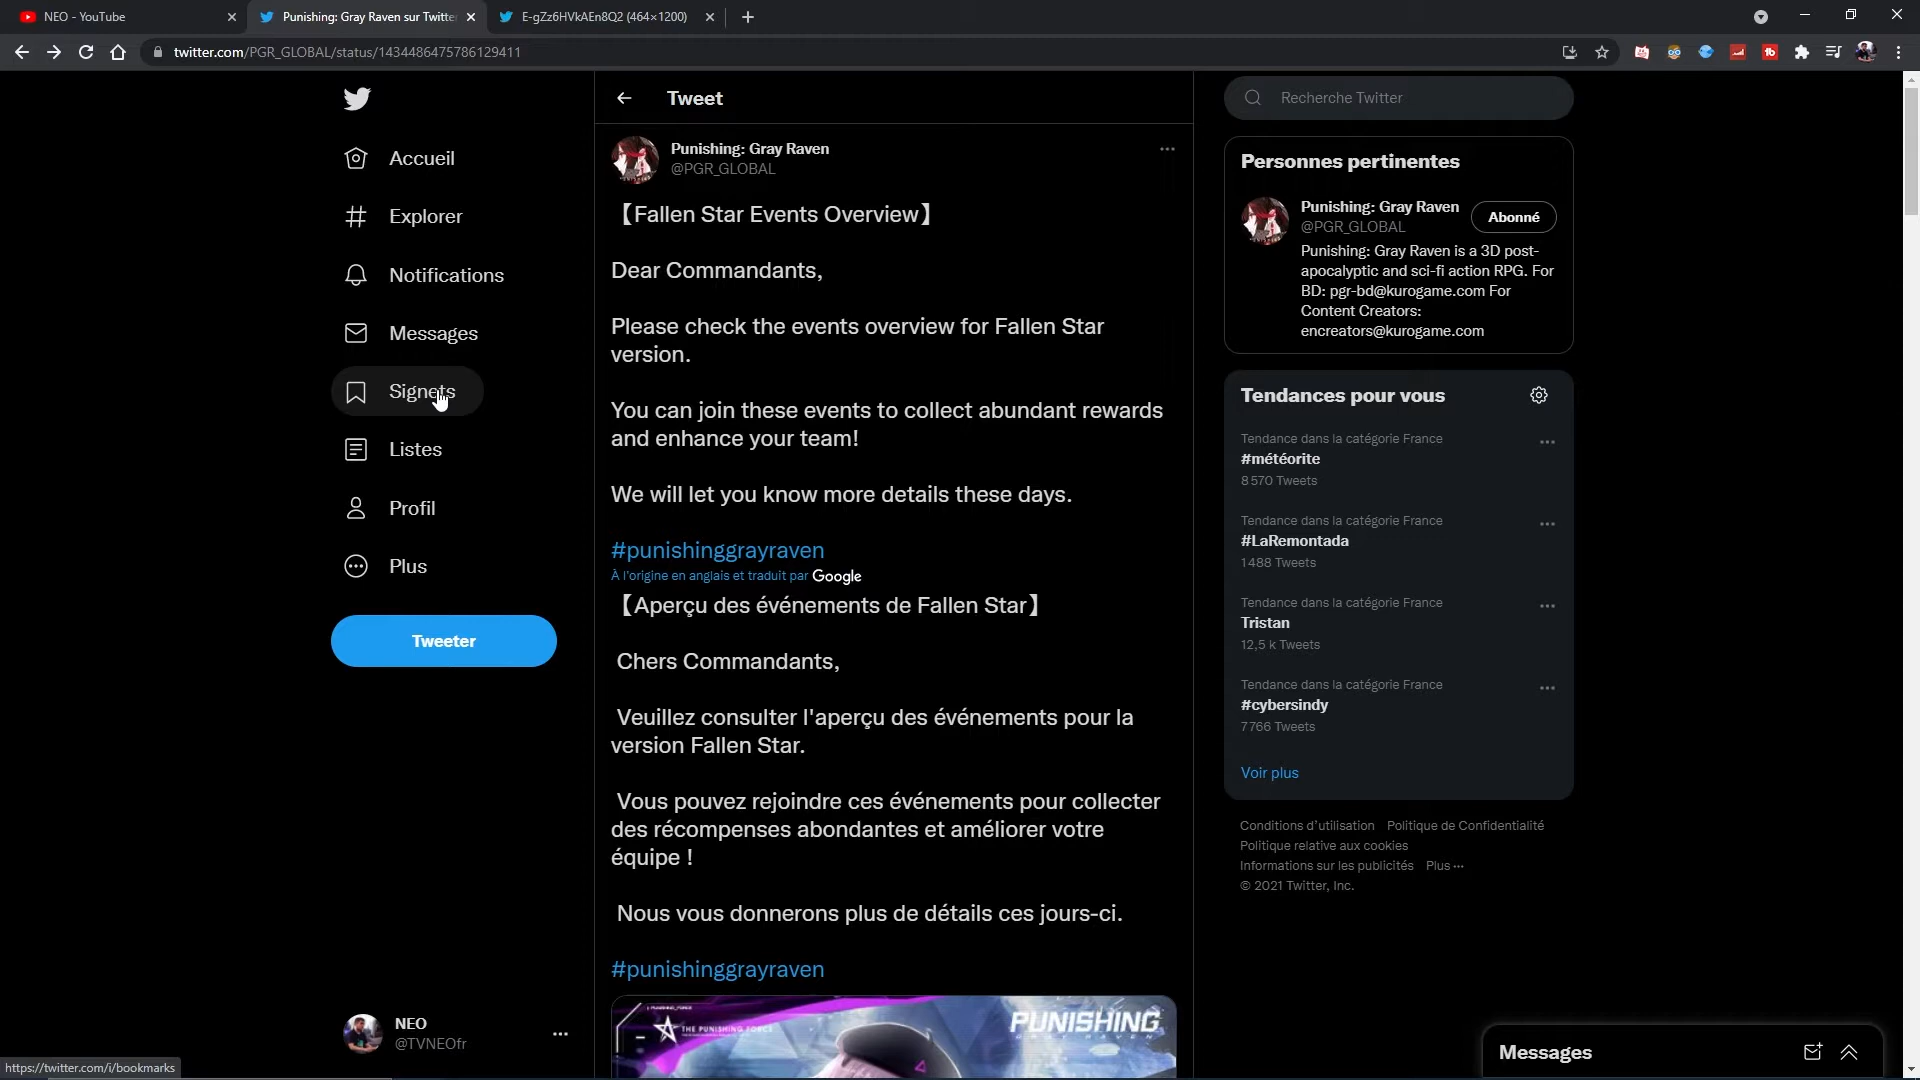 NEO - YouTube
Punishing: Gray Raven sur Twitte
E-gZz6HVkAEn8Q2 (464×1200)
twitter.com/PGR_GLOBAL/status/1434486475786129411
Accueil
Explorer
Notifications
Messages
Signets
Listes
Profil
Plus
Tweeter
NEO
@TVNEOfr
https://twitter.com/i/bookmarks
Tweet
Punishing: Gray Raven
@PGR_GLOBAL
【Fallen Star Events Overview】
Dear Commandants,
Please check the events overview for Fallen Star
version.
You can join these events to collect abundant rewards
and enhance your team!
We will let you know more details these days.
#punishinggrayraven
À l'origine en anglais et traduit par Google
【Aperçu des événements de Fallen Star】
Chers Commandants,
Veuillez consulter l'aperçu des événements pour la
version Fallen Star.
Vous pouvez rejoindre ces événements pour collecter
des récompenses abondantes et améliorer votre
équipe !
Nous vous donnerons plus de détails ces jours-ci.
#punishinggrayraven
THE PUNISHING FORCE
PUNISHING
Recherche Twitter
Personnes pertinentes
Punishing: Gray Raven
@PGR_GLOBAL
Abonné
Punishing: Gray Raven is a 3D post-
apocalyptic and sci-fi action RPG. For
BD: pgr-bd@kurogame.com For
Content Creators:
encreators@kurogame.com
Tendances pour vous
Tendance dans la catégorie France
#météorite
8 570 Tweets
Tendance dans la catégorie France
#LaRemontada
1 488 Tweets
Tendance dans la catégorie France
Tristan
12,5 k Tweets
Tendance dans la catégorie France
#cybersindy
7 766 Tweets
Voir plus
Conditions d'utilisation Politique de Confidentialité
Politique relative aux cookies
Informations sur les publicités Plus ···
© 2021 Twitter, Inc.
Messages